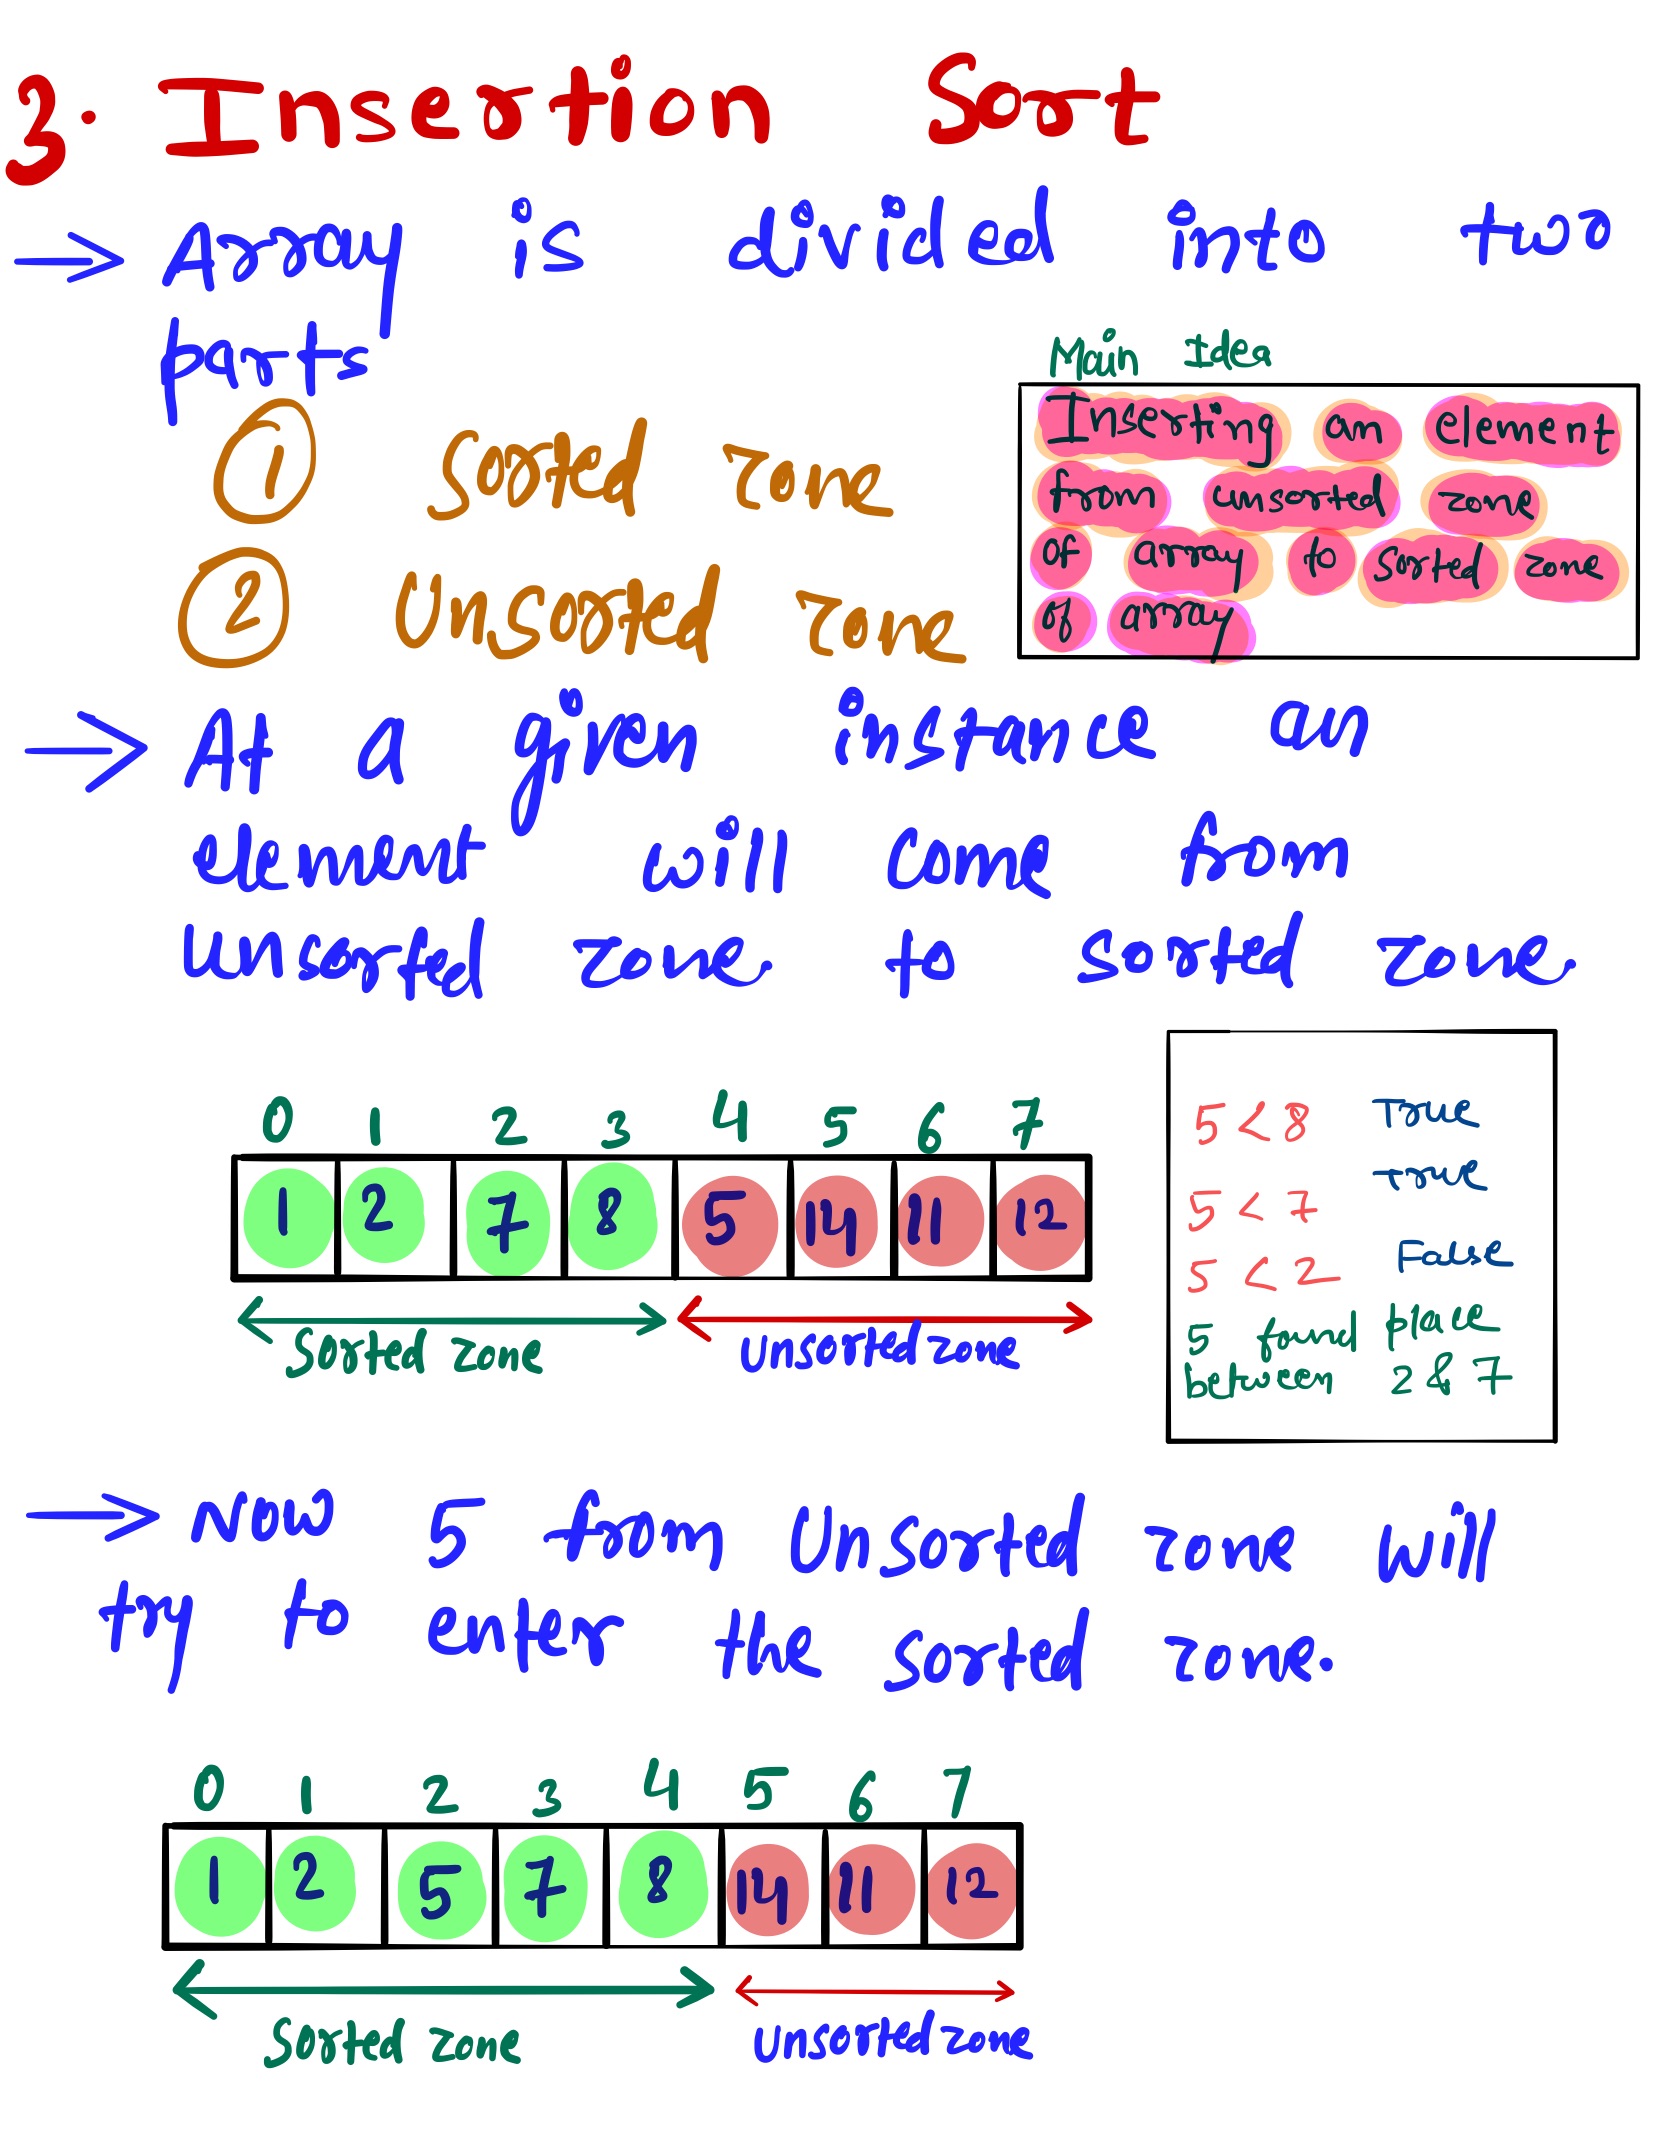 3. Insertion Sort
→ Array is divided into two
parts
① Sorted zone
② Unsorted zone
Main Idea
Inserting an element
from unsorted zone
of array to sorted zone
of array
→ At a given instance an
element will come from
unsorted zone to sorted zone
0 1 2 3 4 5 6 7
1 2 7 8 5 14 11 12
Sorted zone Unsorted zone
5 < 8 True
5 < 7 True
5 < 2 False
5 found place
between 2 & 7
→ Now 5 from Unsorted zone will
try to enter the sorted zone.
0 1 2 3 4 5 6 7
1 2 5 7 8 14 11 12
Sorted zone Unsorted zone